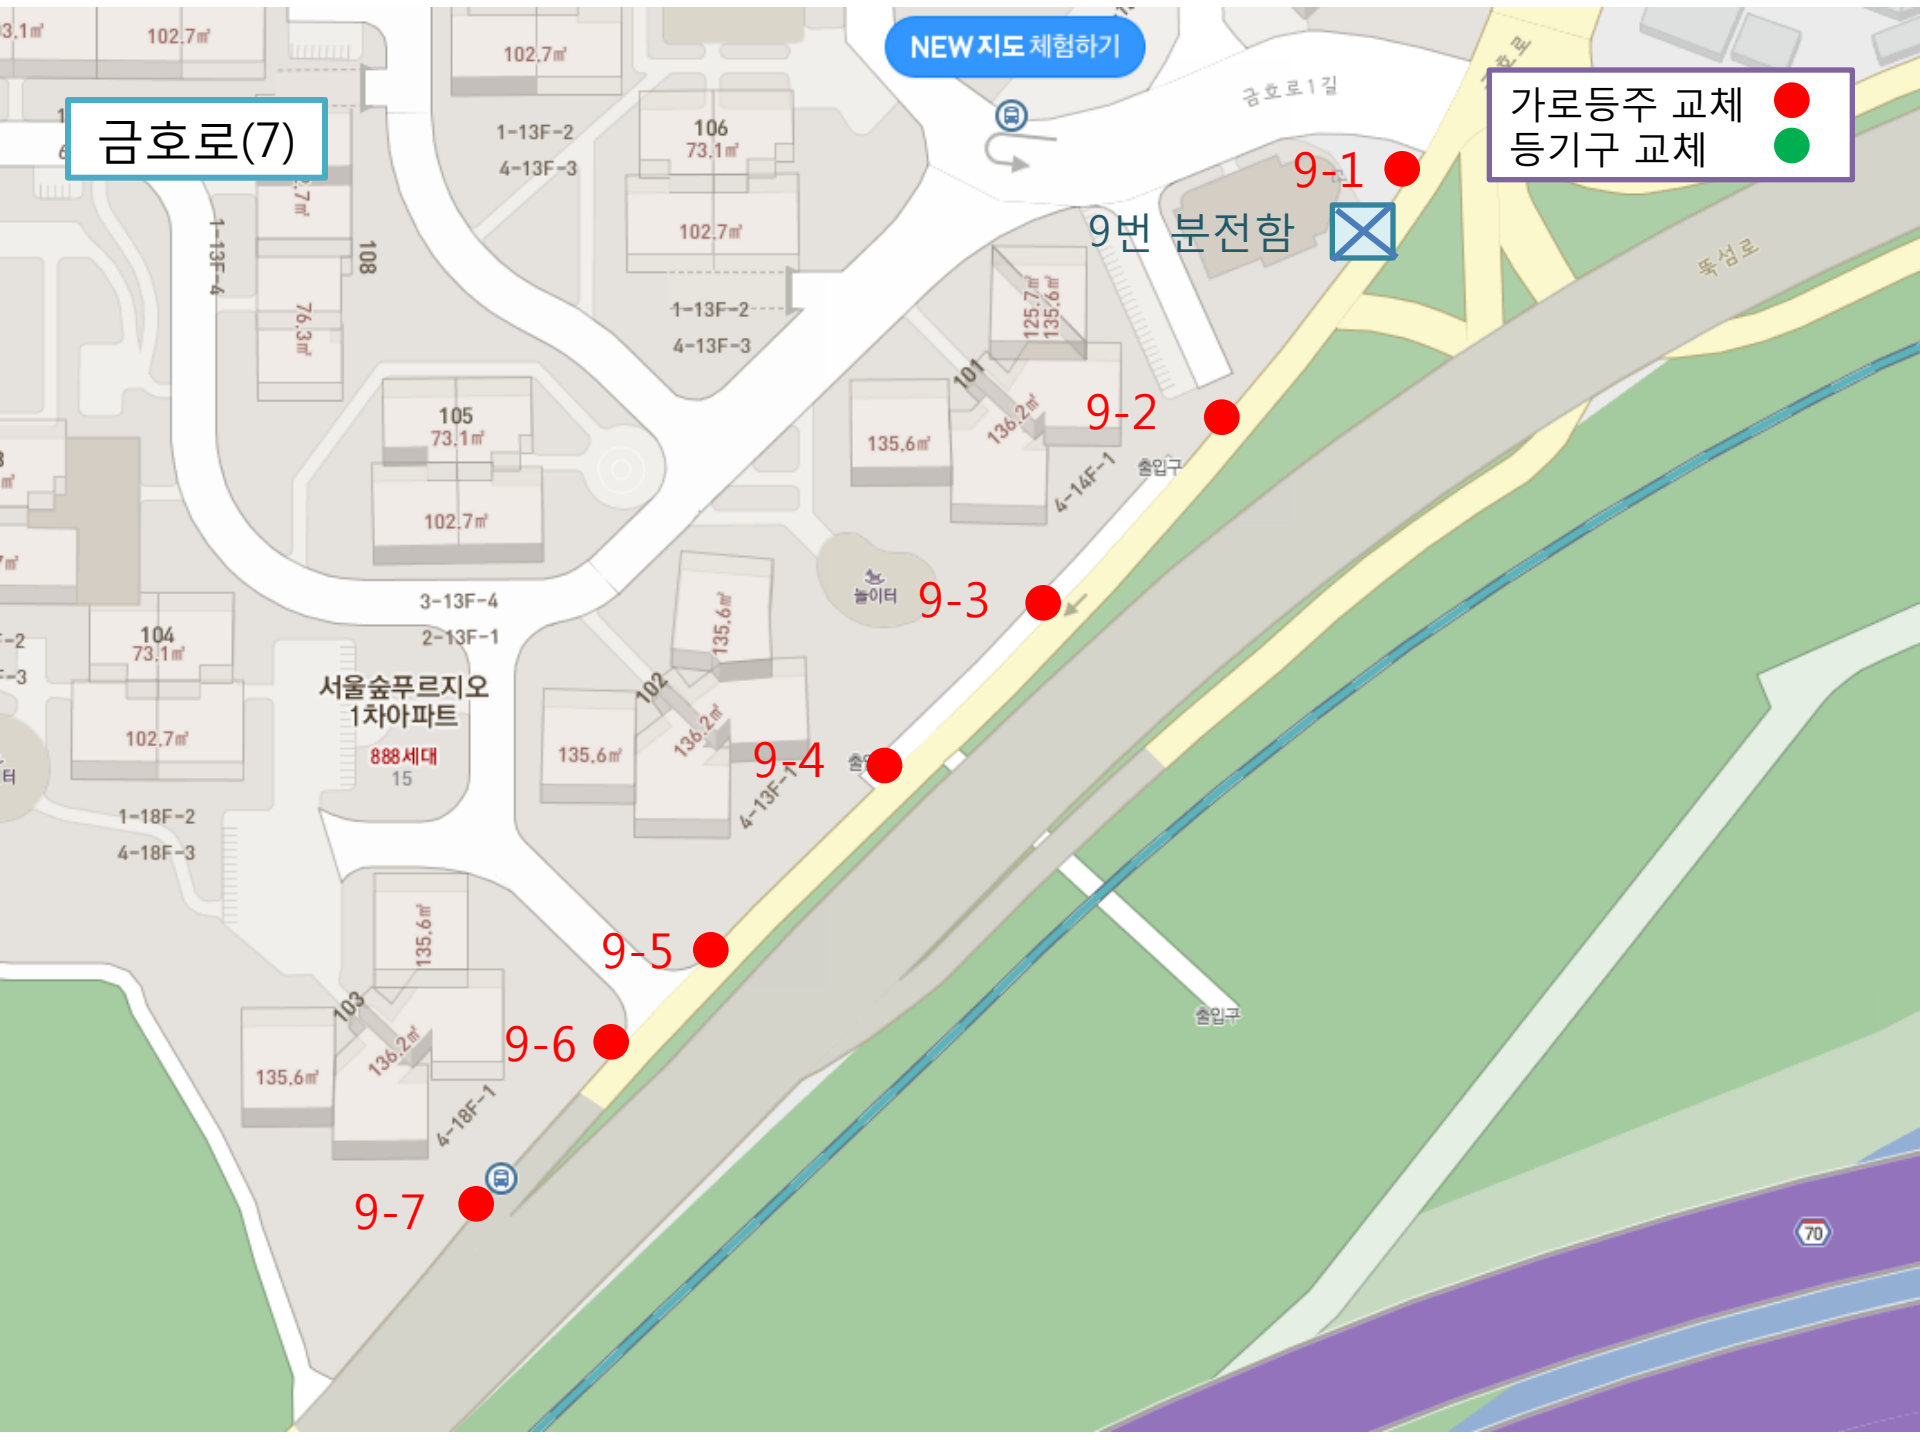 3.1㎡
102.7㎡
102.7㎡
NEW 지도 체험하기
금호로
금호로1길
가로등주 교체
등기구 교체
금호로(7)
1-13F-2
4-13F-3
106
73.1㎡
102.7㎡
9-1
9번 분전함
뚝섬로
1-13F-4
108
76.3㎡
1-13F-2
4-13F-3
125.7㎡
135.6㎡
101
136.2㎡
135.6㎡
9-2
출입구
4-14F-1
105
73.1㎡
102.7㎡
놀이터
9-3
3-13F-4
2-13F-1
104
73.1㎡
102.7㎡
서울숲푸르지오
1차아파트
888세대
15
135.6㎡
102
136.2㎡
135.6㎡
9-4
4-13F-1
1-18F-2
4-18F-3
135.6㎡
9-5
103
136.2㎡
135.6㎡
9-6
출입구
4-18F-1
9-7
70